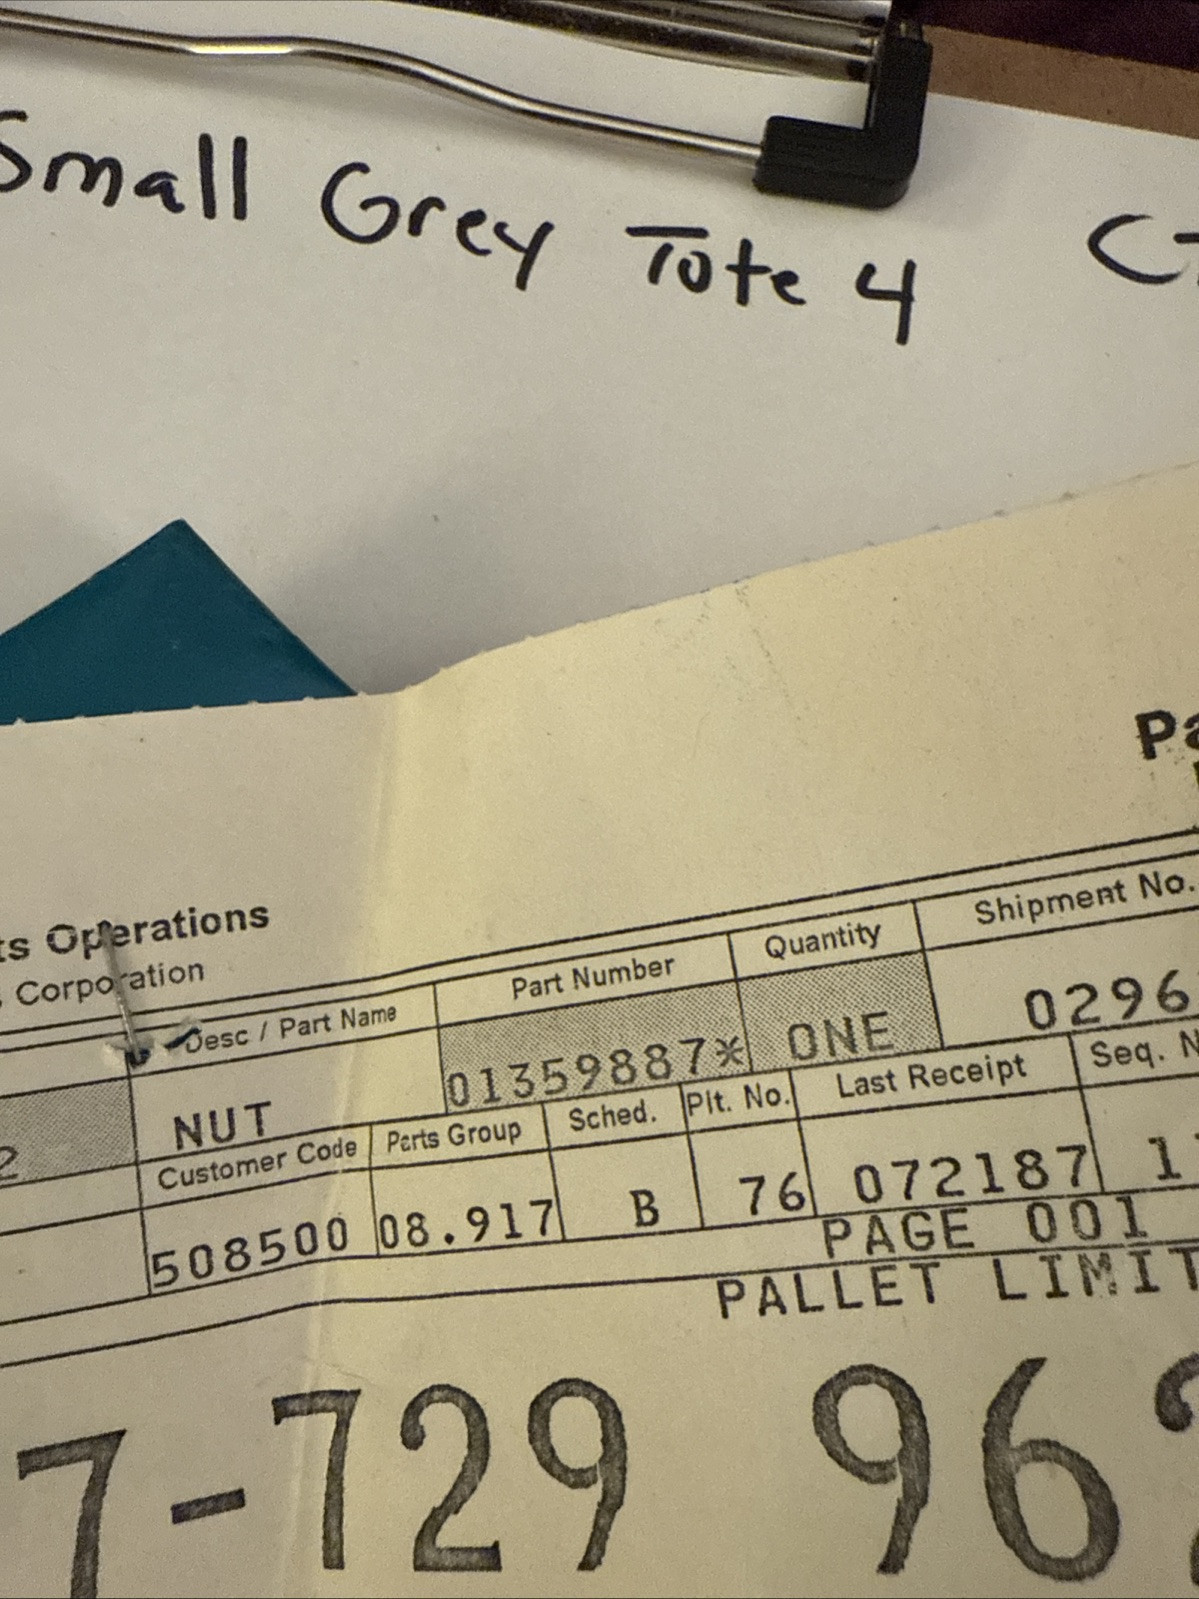 Small Grey Tote 4
Operations
Corporation
Desc / Part Name
Part Number
Quantity
Shipment No.
NUT
01359887*
ONE
0296
2
Customer Code
Parts Group
Sched.
Plt. No.
Last Receipt
Seq.
508500
08.917
B
76
072187
PAGE 001
PALLET LIMIT
7-729 96